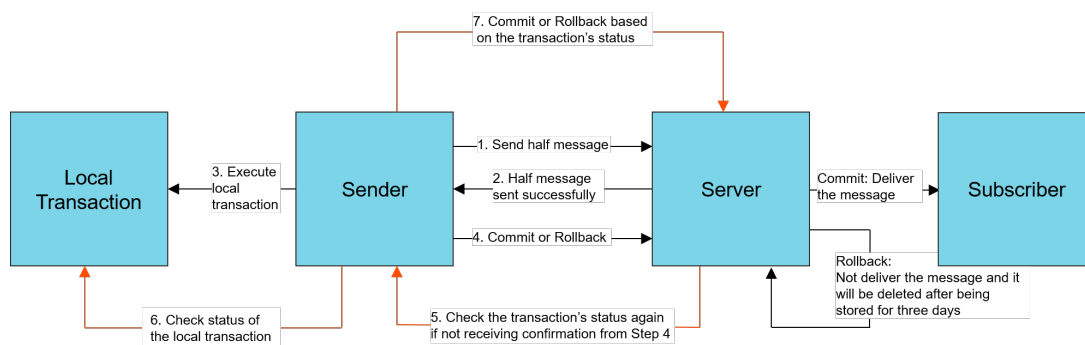 7. Commit or Rollback based
on the transaction's status
1. Send half message
3. Execute
local
transaction
2. Half message
sent successfully
Local
Transaction
Sender
Server
Commit: Deliver
the message
Subscriber
4. Commit or Rollback
Rollback:
Not deliver the message and it
will be deleted after being
stored for three days
6. Check status of
the local transaction
5. Check the transaction's status again
if not receiving confirmation from Step 4